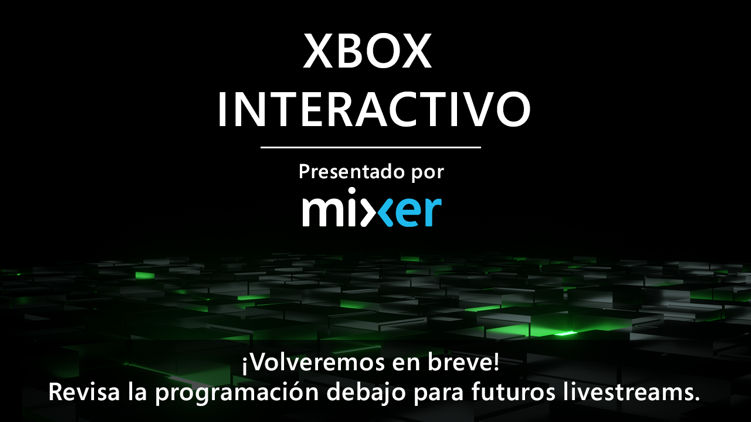 XBOX
INTERACTIVO
Presentado por
mixer
¡Volveremos en breve!
Revisa la programación debajo para futuros livestreams.